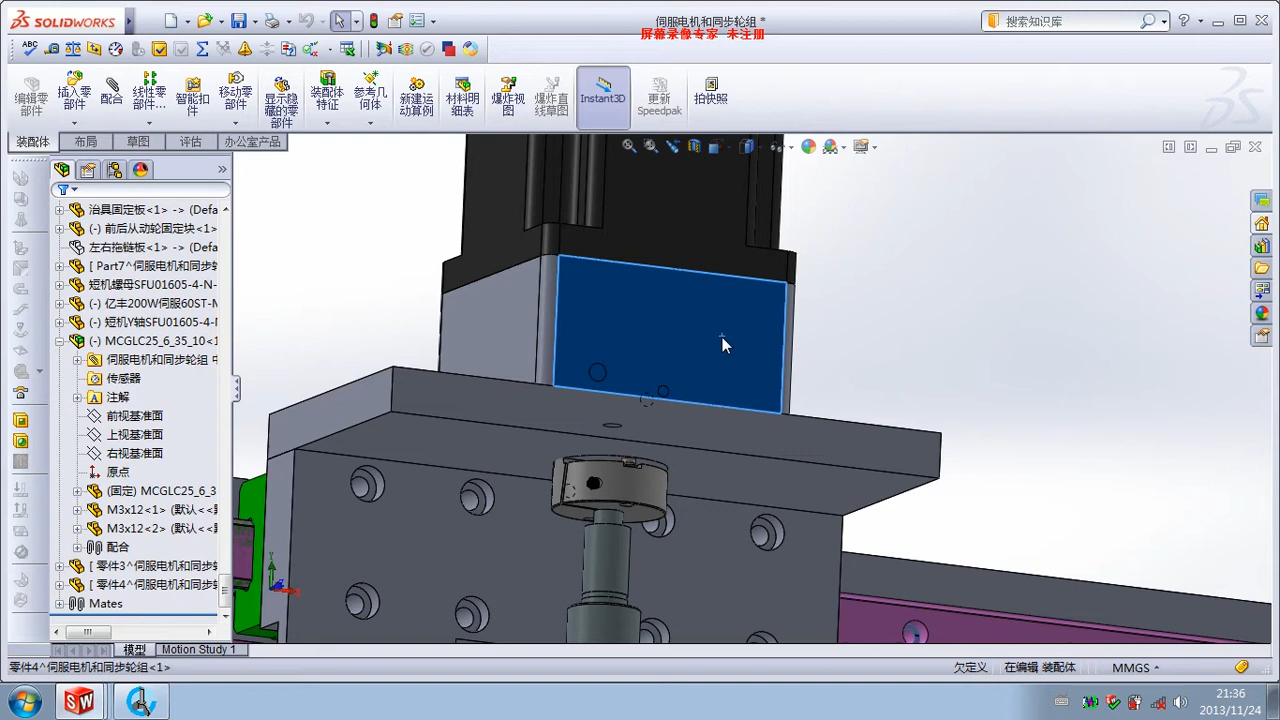 SOLIDWORKS
伺服电机和同步轮组 *
屏幕录像专家 未注册
搜索知识库
ABC
编辑零部件
插入零部件
配合
线性零部件...
智能扣件
移动零部件
显示隐藏的零部件
装配体特征
参考几何体
新建运动算例
材料明细表
爆炸视图
爆炸直线草图
Instant3D
更新 Speedpak
拍快照
装配体
布局
草图
评估
办公室产品
治具固定板<1> -> (Defa
(-) 前后从动轮固定块<1>
左右拖链板<1> -> (Defa
[ Part7^伺服电机和同步轮
短机螺母SFU01605-4-N-
(-) 亿丰200W伺服60ST-M
(-) 短机Y轴SFU01605-4-N
(-) MCGLC25_6_35_10<1
伺服电机和同步轮组 中
传感器
注解
前视基准面
上视基准面
右视基准面
原点
(固定) MCGLC25_6_3
M3x12<1> (默认<<
M3x12<2> (默认<<
配合
[ 零件3^伺服电机和同步轮
[ 零件4^伺服电机和同步轮
Mates
模型
Motion Study 1
零件4^伺服电机和同步轮组<1>
欠定义
在编辑 装配体
MMGS
SW
21:36
2013/11/24